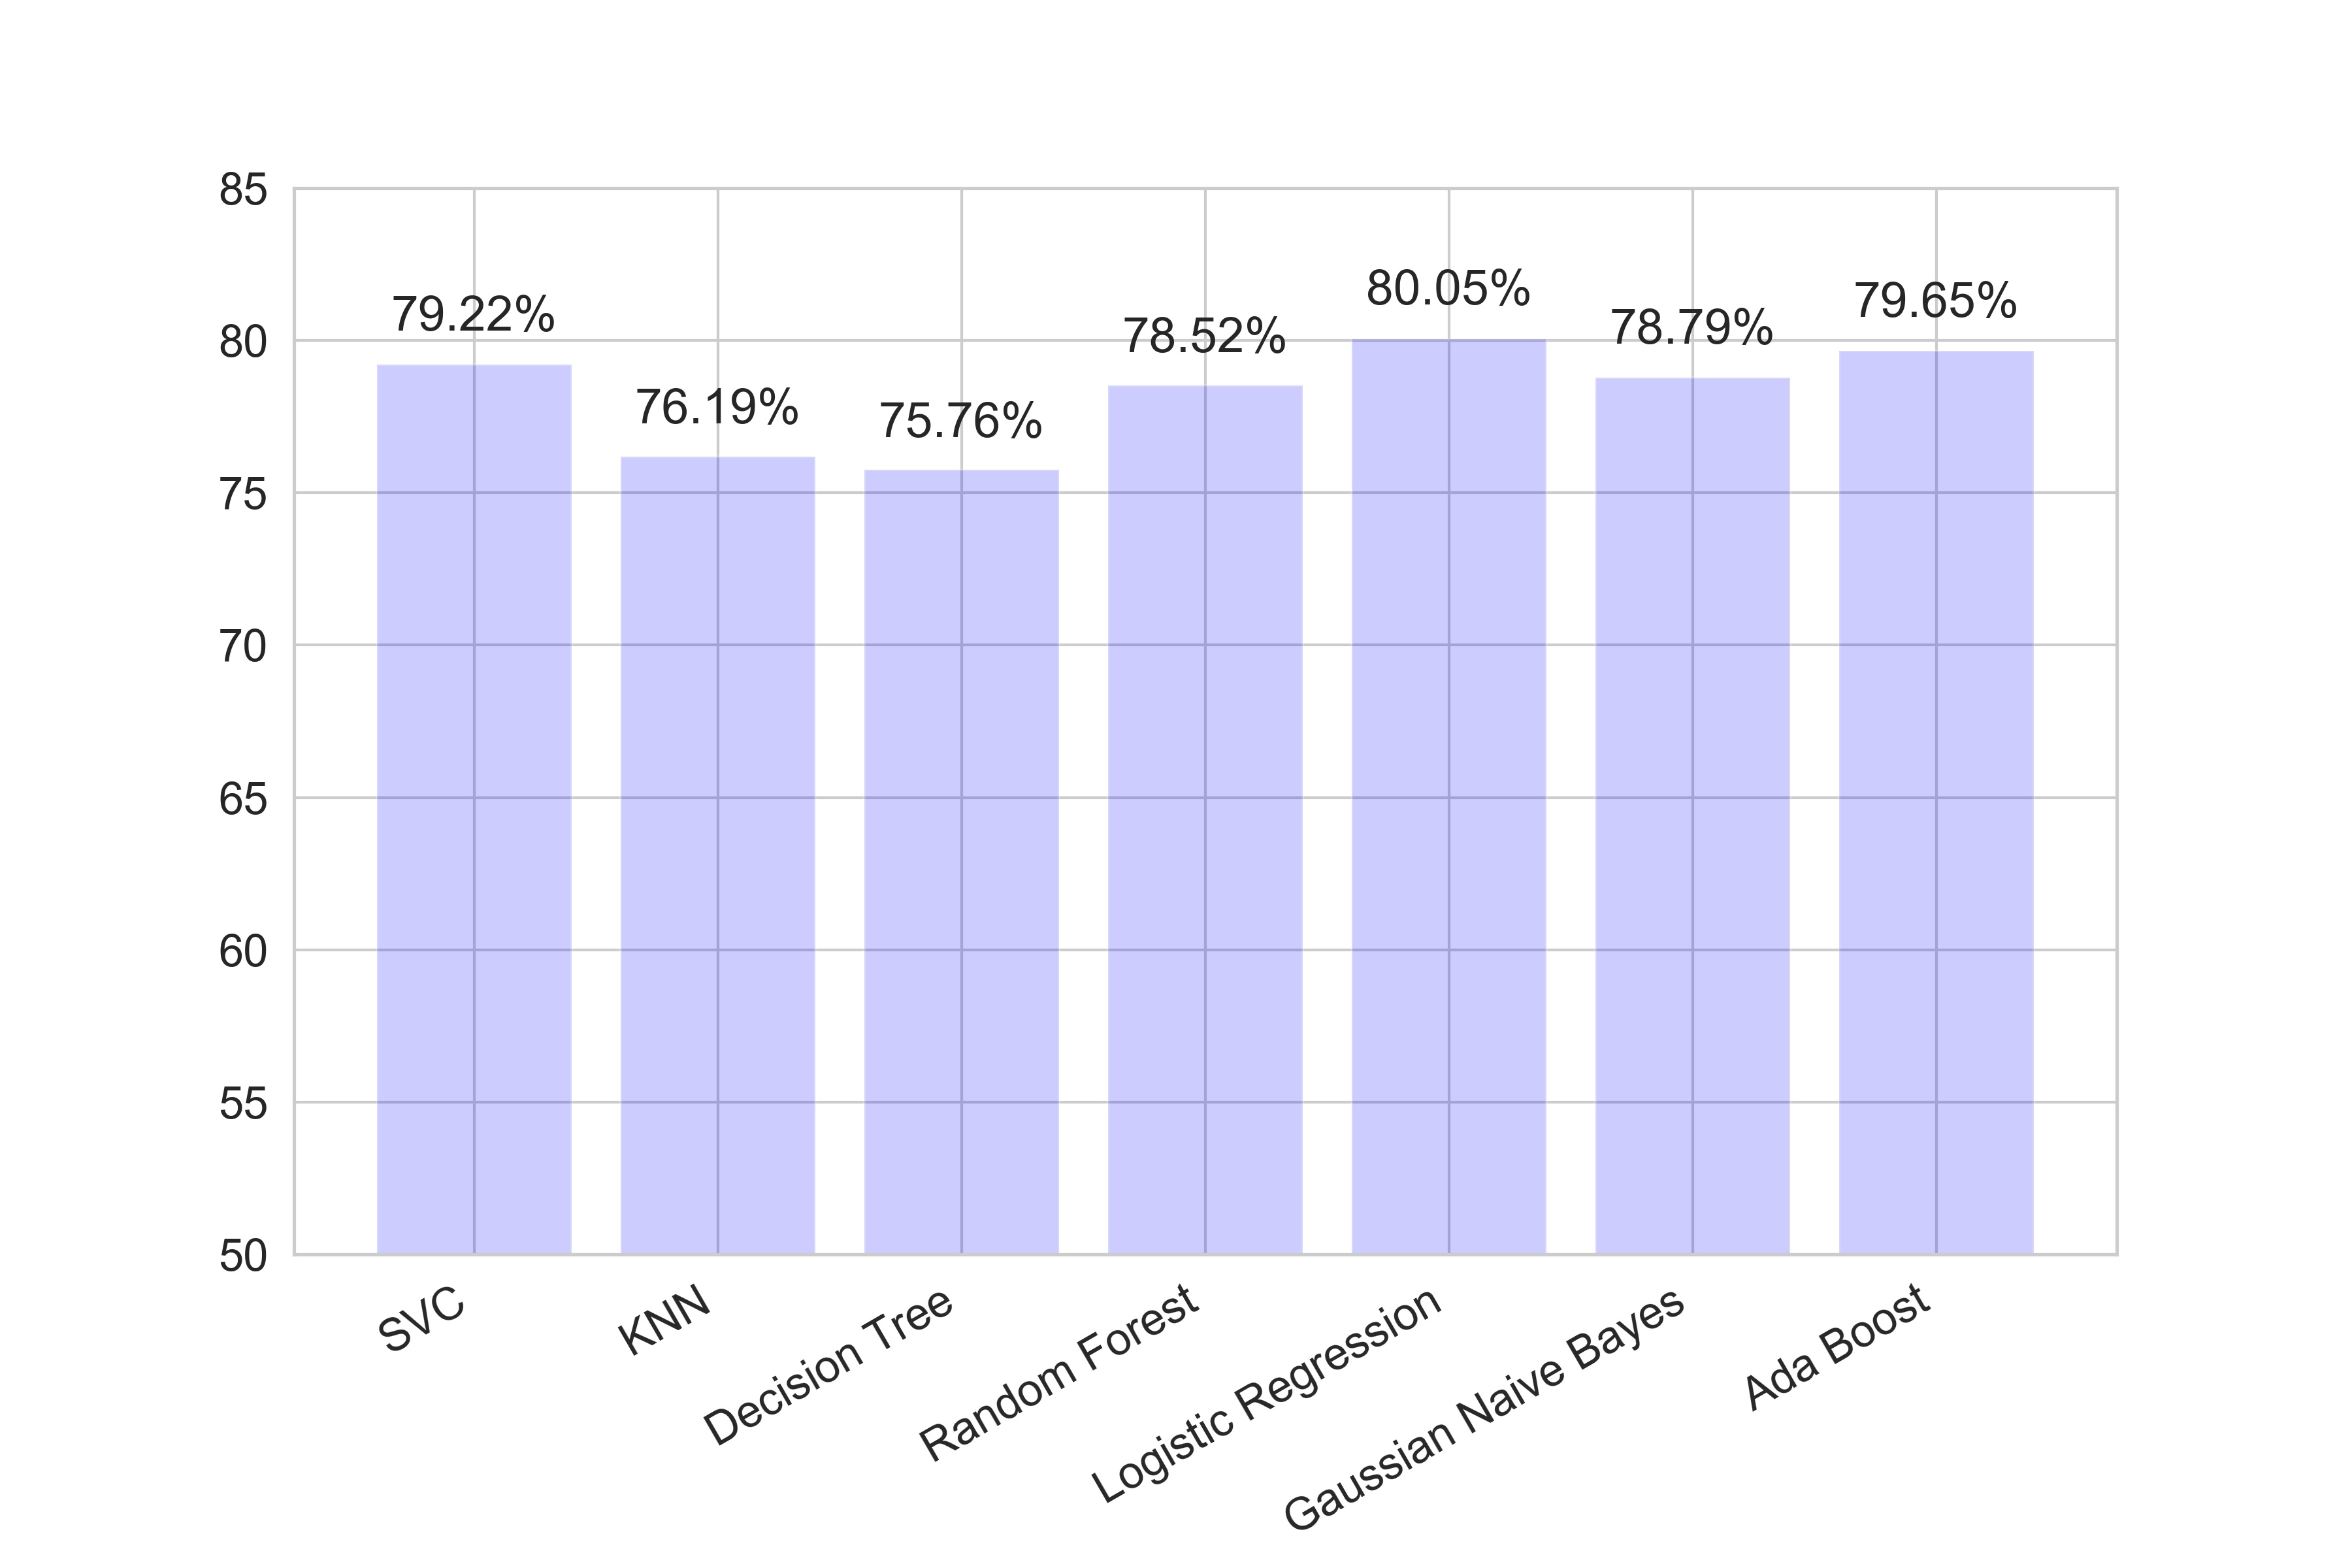 85
80
75
70
65
60
55
50
79.22%
76.19%
75.76%
78.52%
80.05%
78.79%
79.65%
SVC
KNN
Decision Tree
Random Forest
Logistic Regression
Gaussian Naive Bayes
Ada Boost